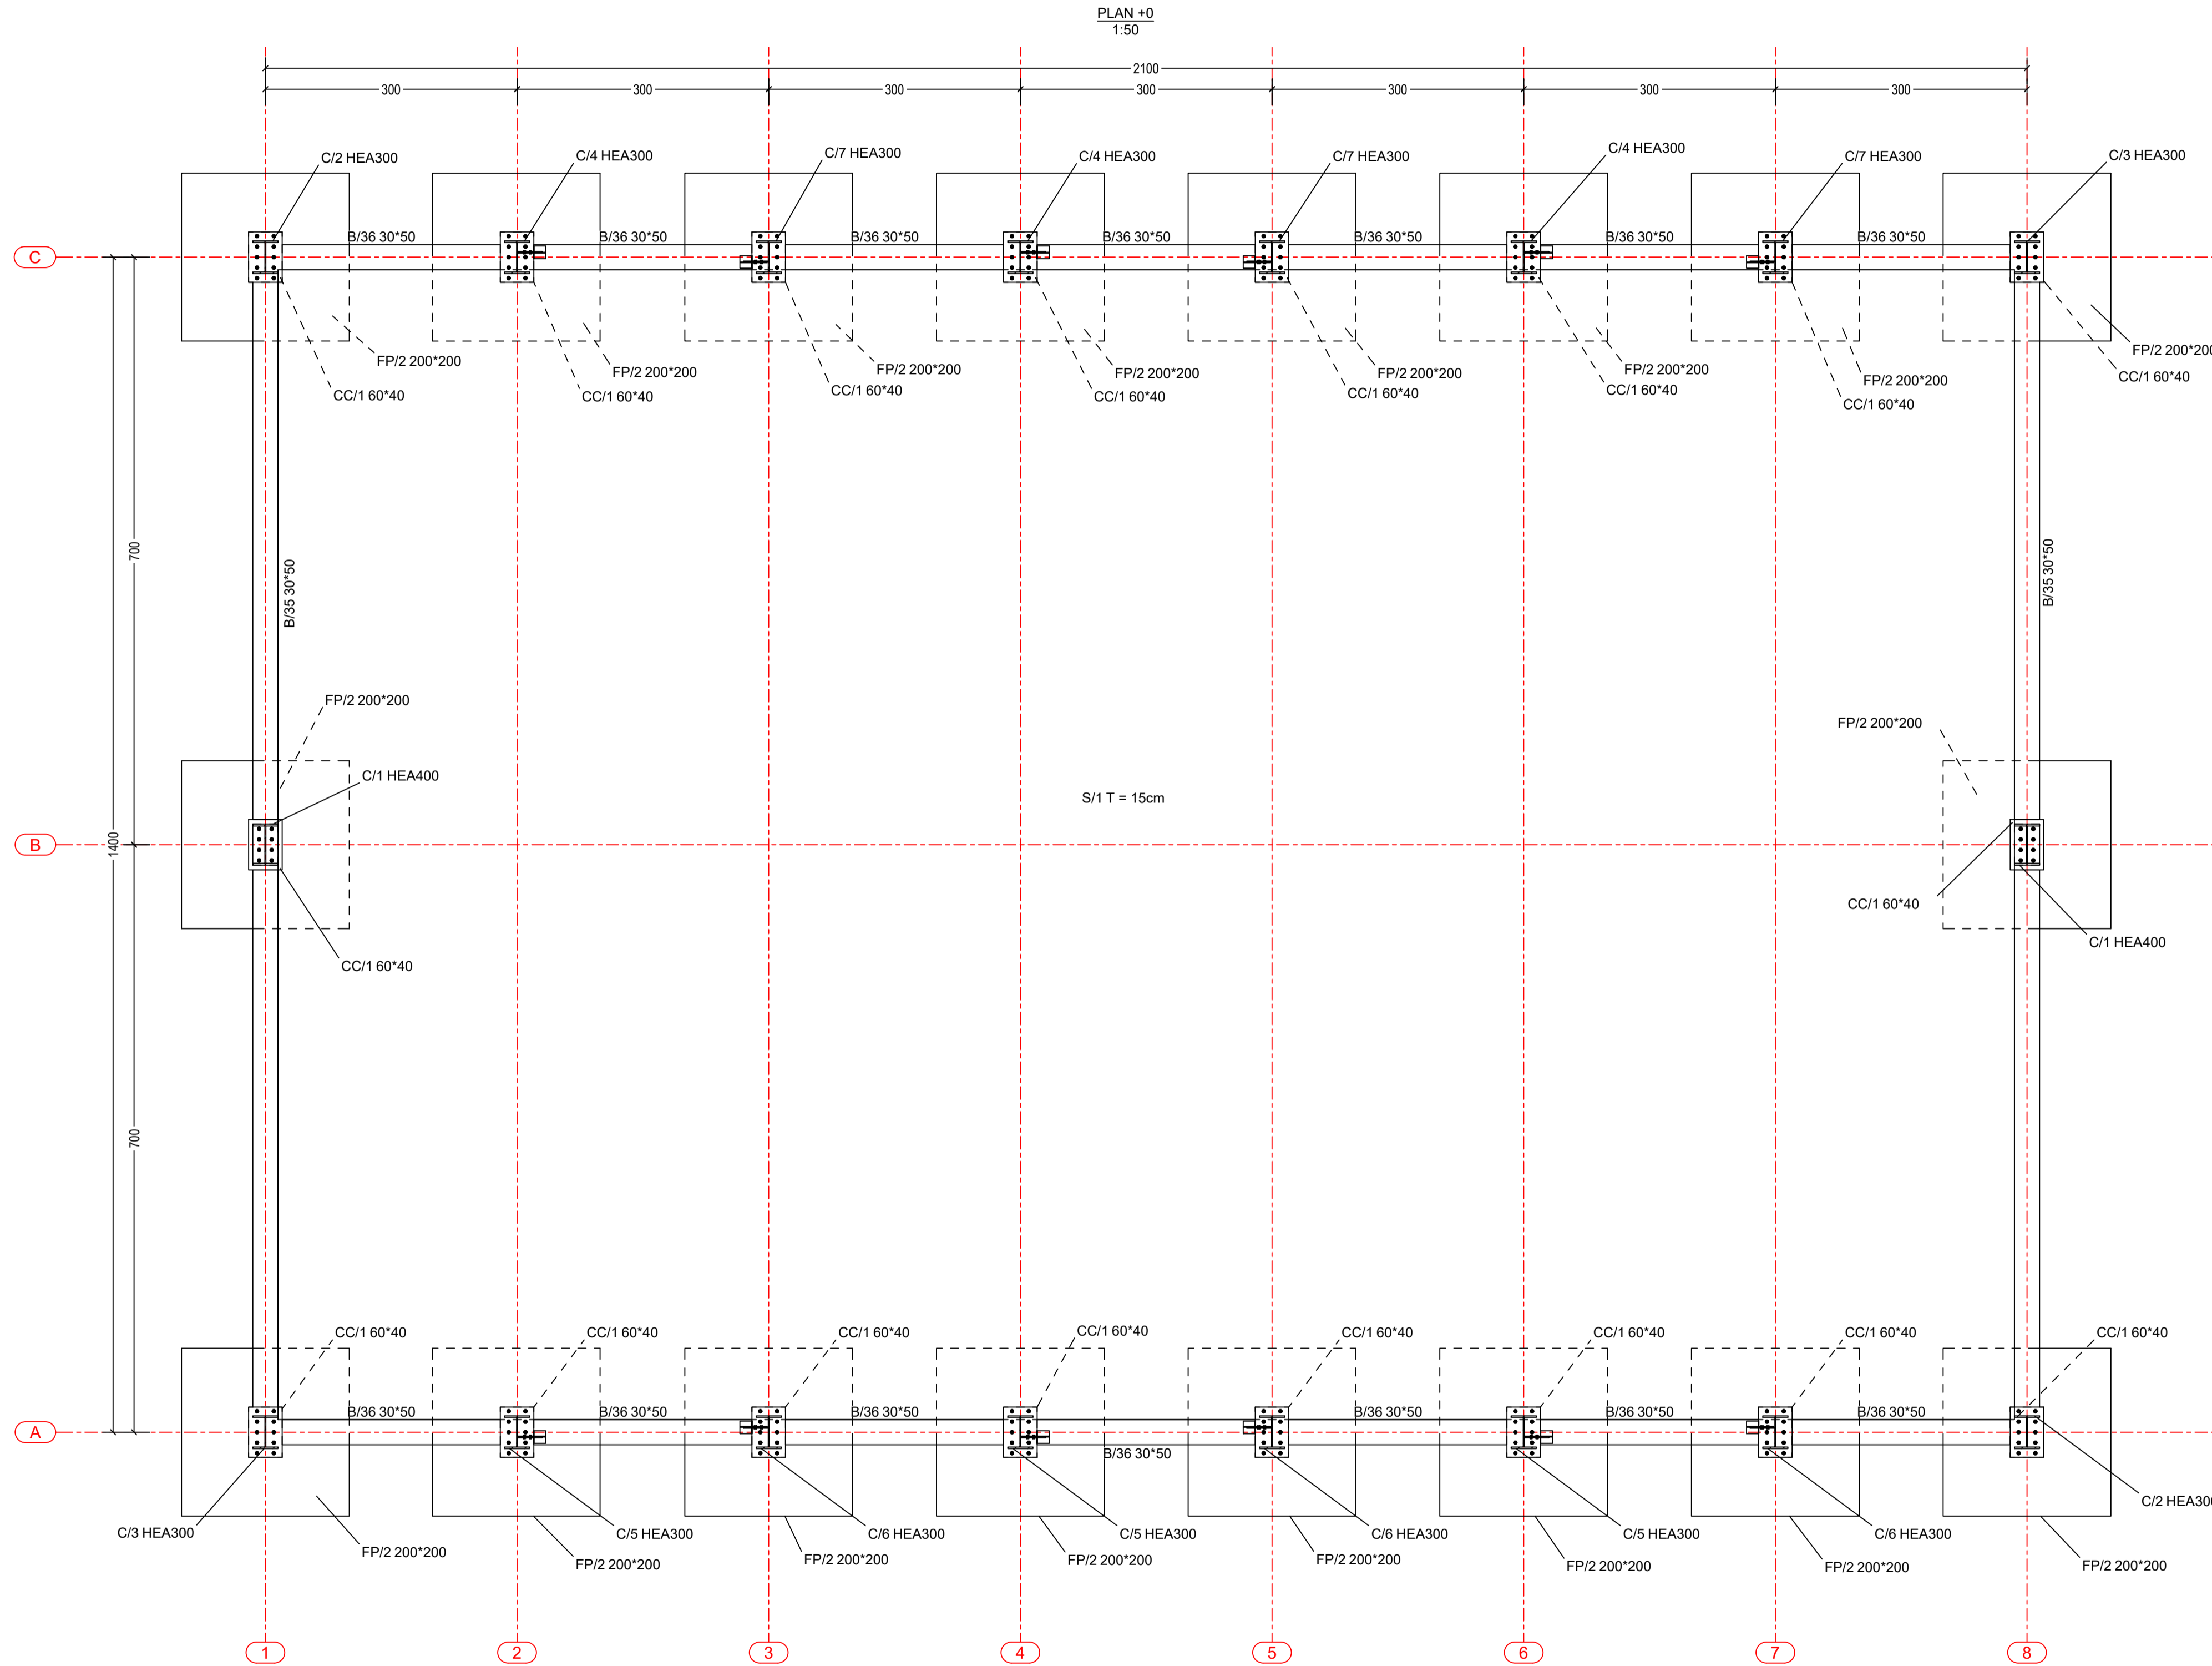 PLAN +0
1:50
2100
300 300 300 300 300 300 300
C/2 HEA300 C/4 HEA300 C/7 HEA300 C/4 HEA300 C/7 HEA300 C/4 HEA300 C/7 HEA300 C/3 HEA300
B/36 30*50 B/36 30*50 B/36 30*50 B/36 30*50 B/36 30*50 B/36 30*50 B/36 30*50
C
FP/2 200*200 FP/2 200*200 FP/2 200*200 FP/2 200*200 FP/2 200*200 FP/2 200*200 FP/2 200*200 FP/2 200*200
CC/1 60*40 CC/1 60*40 CC/1 60*40 CC/1 60*40 CC/1 60*40 CC/1 60*40 CC/1 60*40 CC/1 60*40
700
B/35 30*50 B/35 30*50
FP/2 200*200 FP/2 200*200
C/1 HEA400
S/1 T = 15cm
B
1400
CC/1 60*40
C/1 HEA400
CC/1 60*40
700
CC/1 60*40 CC/1 60*40 CC/1 60*40 CC/1 60*40 CC/1 60*40 CC/1 60*40 CC/1 60*40 CC/1 60*40
B/36 30*50 B/36 30*50 B/36 30*50 B/36 30*50 B/36 30*50 B/36 30*50
A
B/36 30*50
C/2 HEA300
C/3 HEA300 C/5 HEA300 C/6 HEA300 C/5 HEA300 C/6 HEA300 C/5 HEA300 C/6 HEA300
FP/2 200*200 FP/2 200*200 FP/2 200*200 FP/2 200*200 FP/2 200*200 FP/2 200*200 FP/2 200*200 FP/2 200*200
1 2 3 4 5 6 7 8